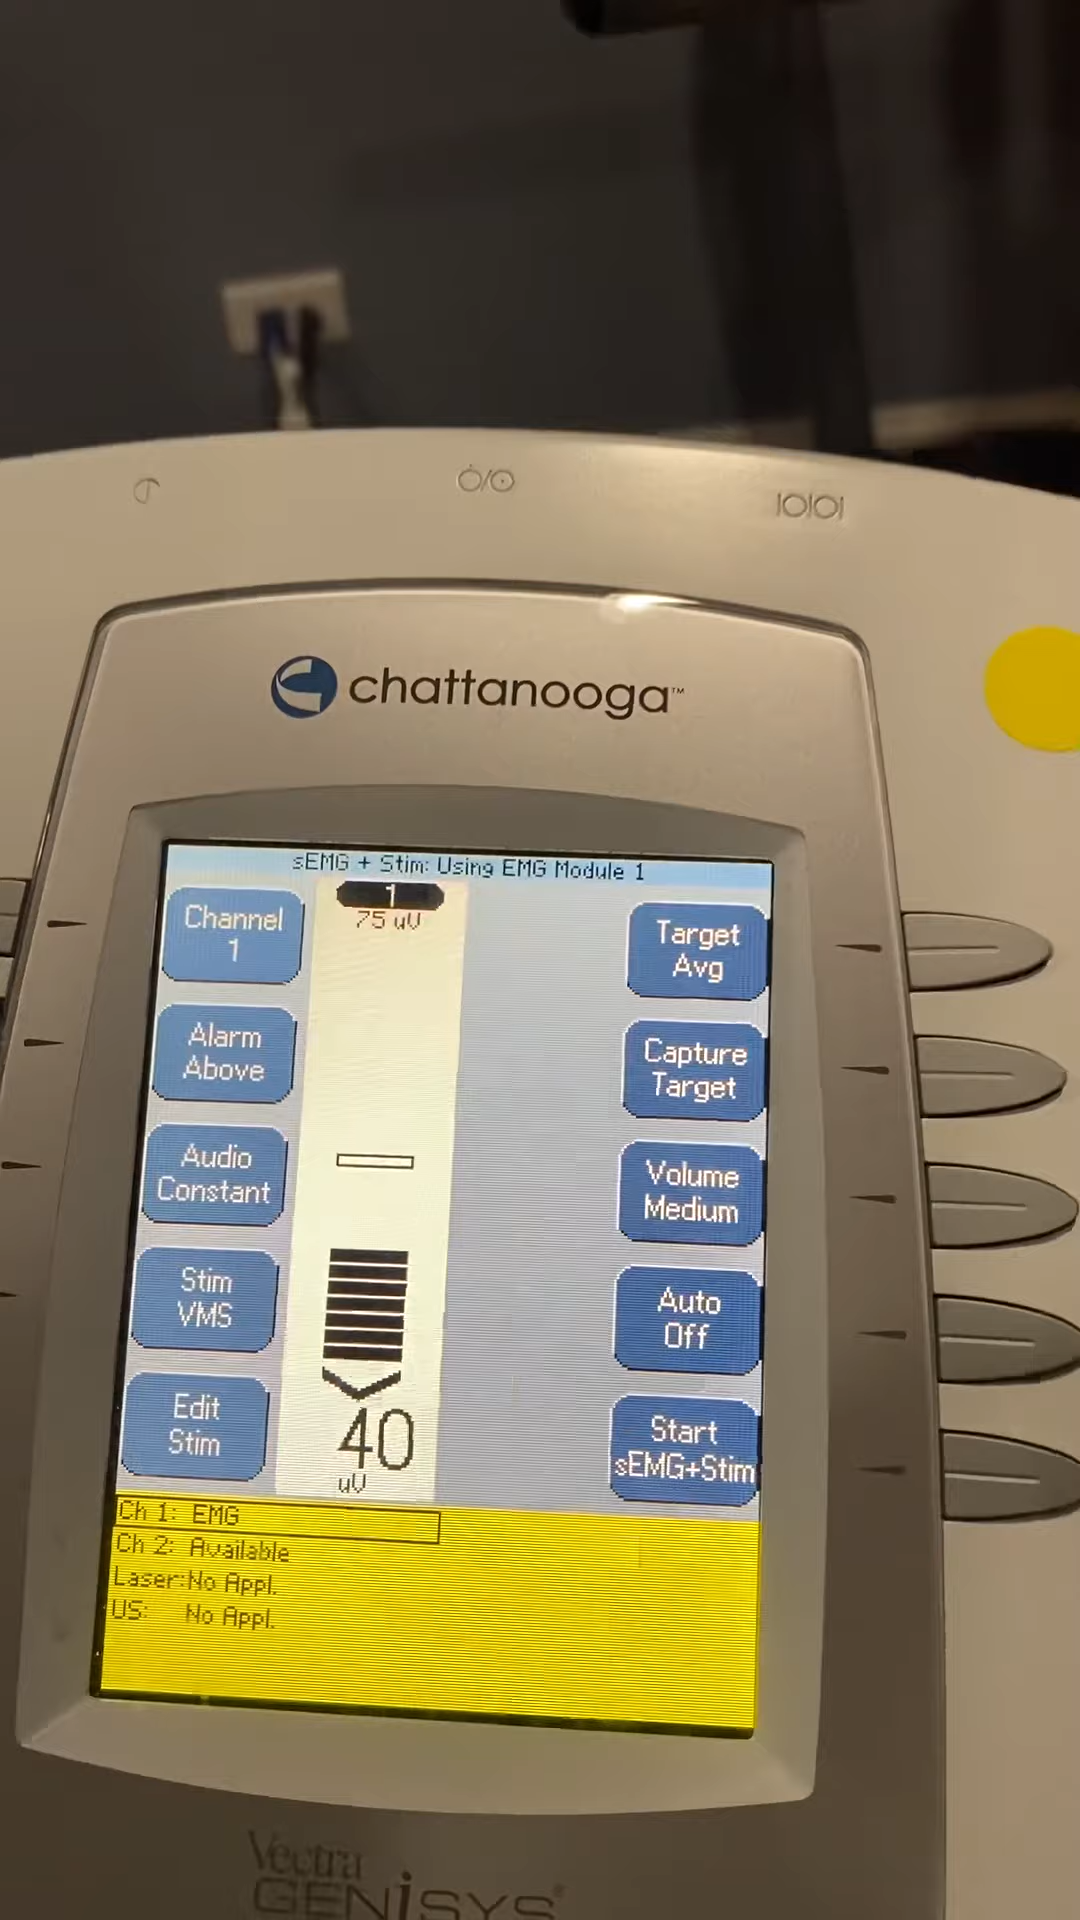 chattanooga™
sEMG + Stim: Using EMG Module 1
Channel
1
1
75 uV
Target
Avg
Alarm
Above
Capture
Target
Audio
Constant
Volume
Medium
Stim
VMS
Auto
Off
Edit
Stim
40
uV
Start
sEMG+Stim
Ch 1: EMG
Ch 2: Available
Laser:No Appl.
US: No Appl.
Vectra
GENiSYS®